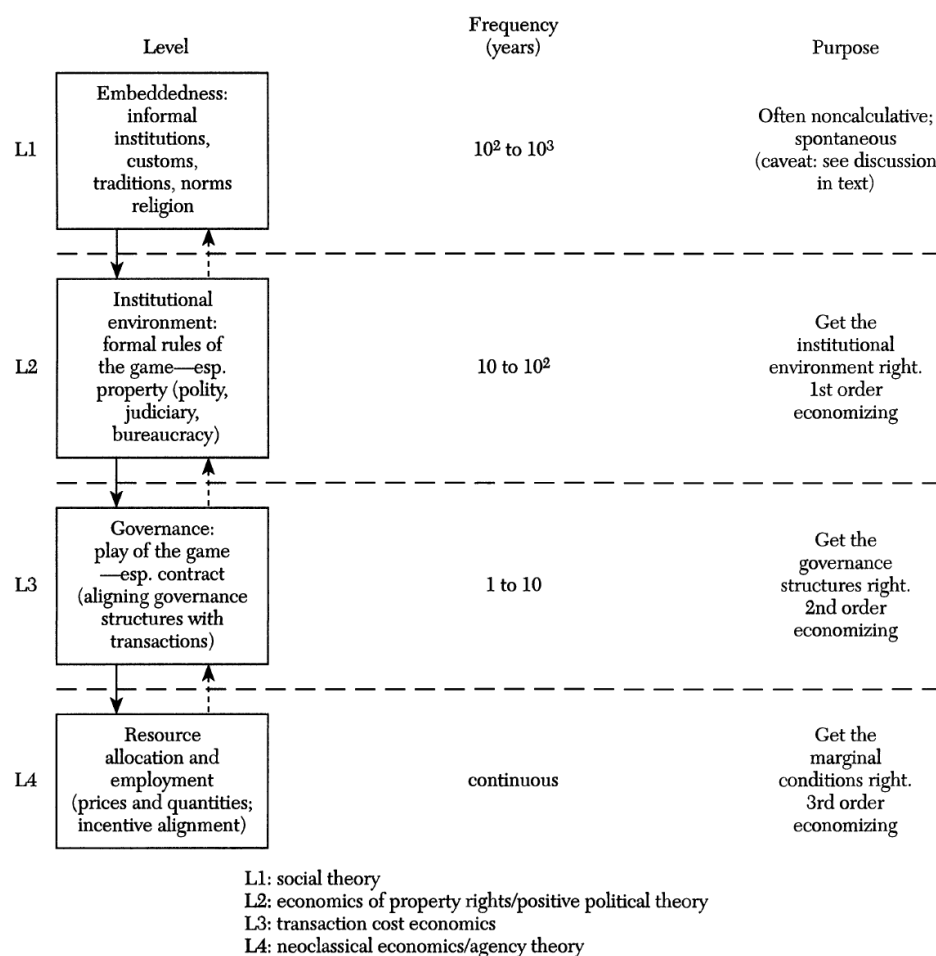 Level
Frequency
(years)
Purpose
L1
Embeddedness:
informal
institutions,
customs,
traditions, norms
religion
10² to 10³
Often noncalculative;
spontaneous
(caveat: see discussion
in text)
L2
Institutional
environment:
formal rules of
the game—esp.
property (polity,
judiciary,
bureaucracy)
10 to 10²
Get the
institutional
environment right.
1st order
economizing
L3
Governance:
play of the game
—esp. contract
(aligning governance
structures with
transactions)
1 to 10
Get the
governance
structures right.
2nd order
economizing
L4
Resource
allocation and
employment
(prices and quantities;
incentive alignment)
continuous
Get the
marginal
conditions right.
3rd order
economizing
L1: social theory
L2: economics of property rights/positive political theory
L3: transaction cost economics
L4: neoclassical economics/agency theory